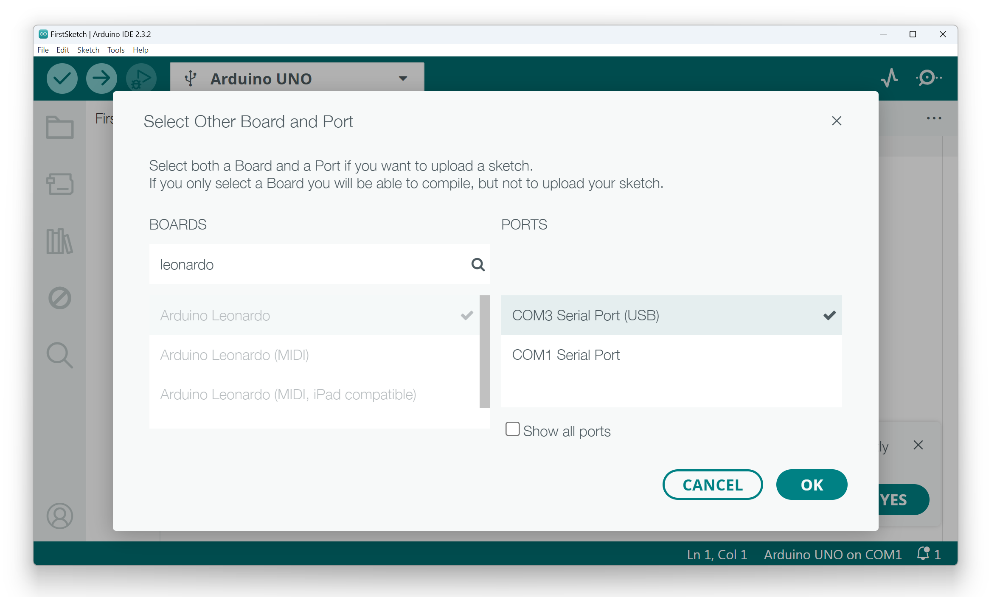 FirstSketch | Arduino IDE 2.3.2
File Edit Sketch Tools Help
Arduino UNO
Select Other Board and Port
Select both a Board and a Port if you want to upload a sketch.
If you only select a Board you will be able to compile, but not to upload your sketch.
BOARDS
leonardo
Arduino Leonardo
Arduino Leonardo (MIDI)
Arduino Leonardo (MIDI, iPad compatible)
PORTS
COM3 Serial Port (USB)
COM1 Serial Port
Show all ports
CANCEL OK
YES
Ln 1, Col 1 Arduino UNO on COM1 1